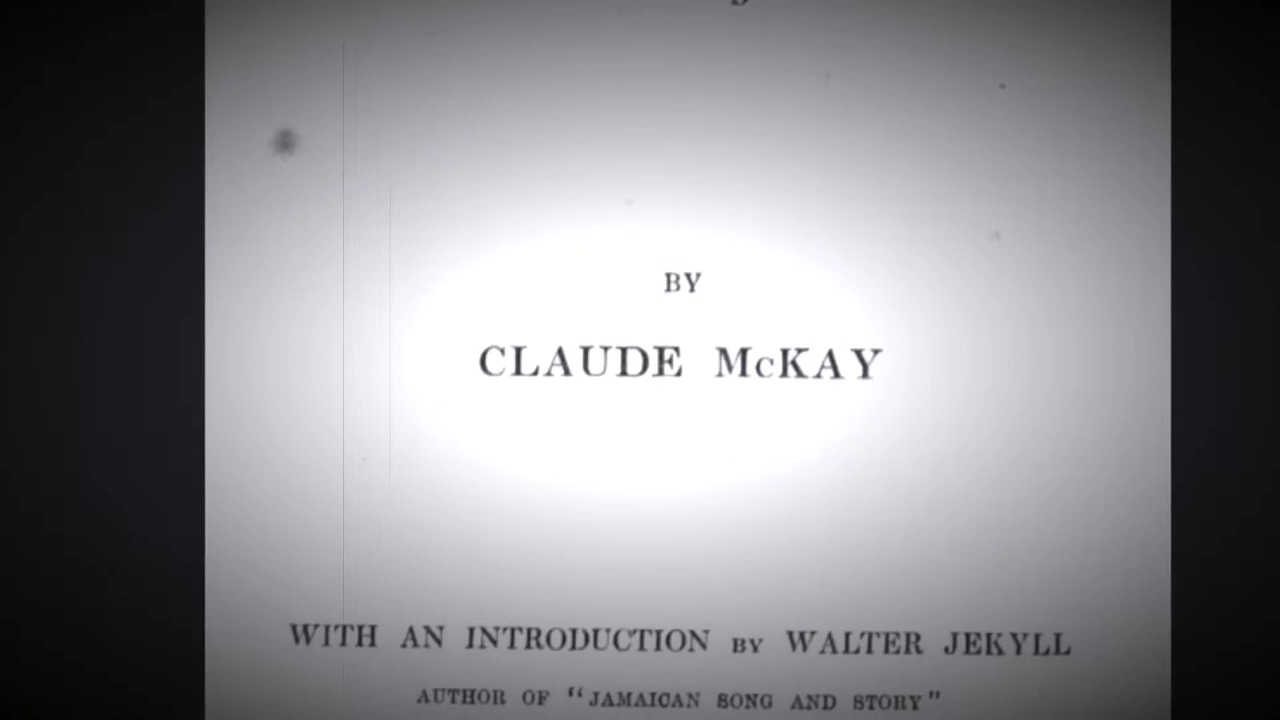 BY
CLAUDE McKAY
WITH AN INTRODUCTION BY WALTER JEKYLL
AUTHOR OF "JAMAICAN SONG AND STORY"